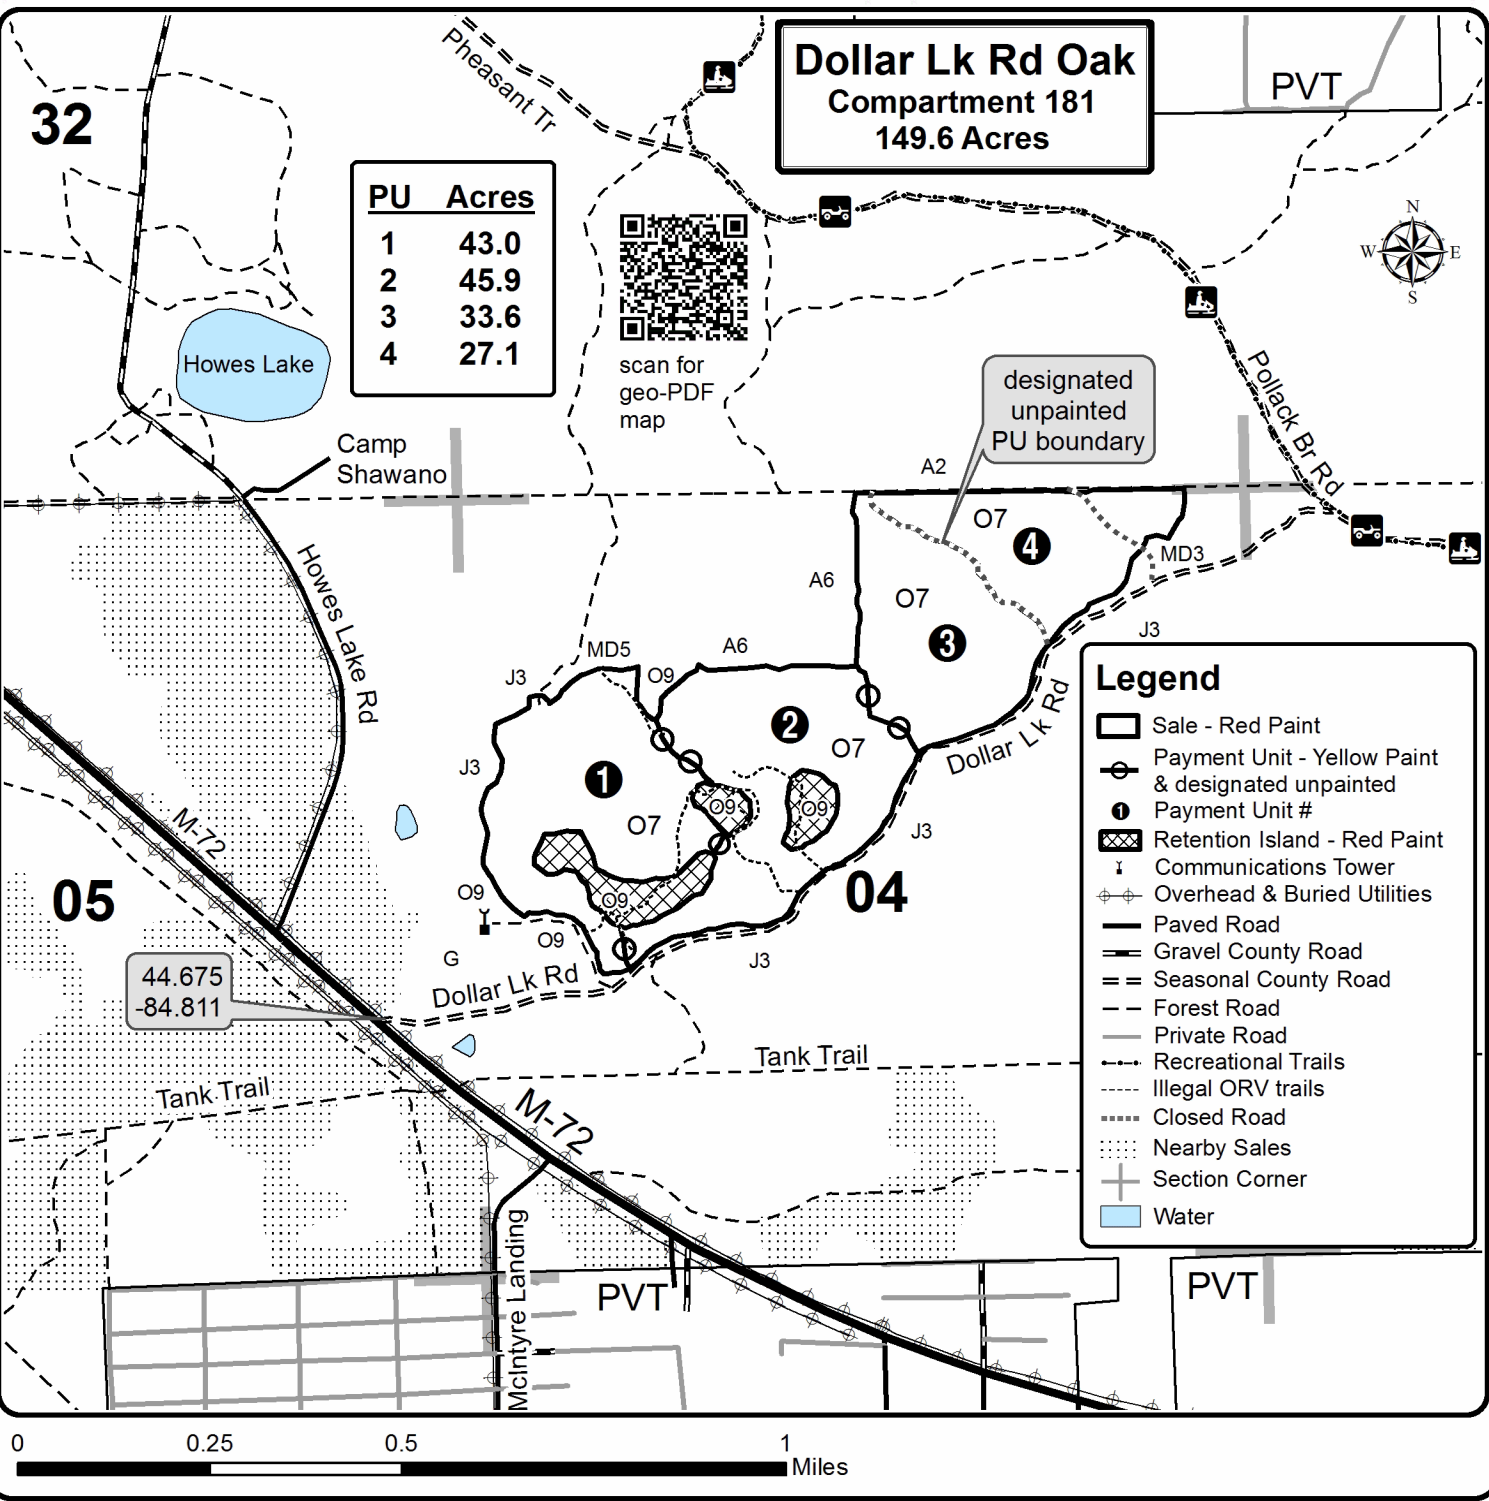 Dollar Lk Rd Oak
Compartment 181
149.6 Acres
PVT
Pheasant Tr
32
PU Acres
1 43.0
2 45.9
3 33.6
4 27.1
scan for
geo-PDF
map
N
W E
S
Howes Lake
Camp
Shawano
designated
unpainted
PU boundary
Pollack Br Rd
A2
O7
4
MD3
A6
O7
3
J3
Howes Lake Rd
MD5
A6
O9
J3
2
O7
Dollar Lk Rd
J3
1
O9
O9
O7
J3
M-72
05
O9
O9
04
O9
G
J3
44.675
-84.811
Dollar Lk Rd
Tank Trail
Tank Trail
M-72
McIntyre Landing
PVT
PVT
Legend
Sale - Red Paint
Payment Unit - Yellow Paint
& designated unpainted
1 Payment Unit #
Retention Island - Red Paint
Communications Tower
Overhead & Buried Utilities
Paved Road
Gravel County Road
Seasonal County Road
Forest Road
Private Road
Recreational Trails
Illegal ORV trails
Closed Road
Nearby Sales
Section Corner
Water
0 0.25 0.5 1
Miles